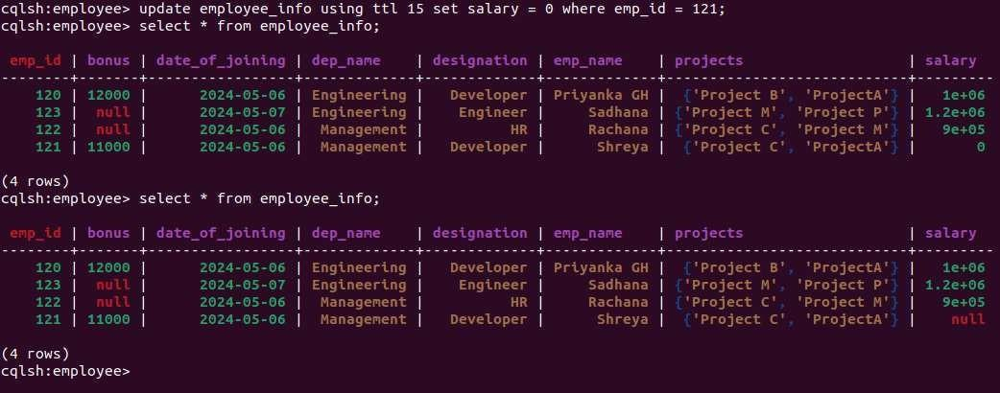 cqlsh:employee> update employee_info using ttl 15 set salary = 0 where emp_id = 121;
cqlsh:employee> select * from employee_info;
 emp_id | bonus | date_of_joining | dep_name    | designation | emp_name    | projects                   | salary
--------+-------+-----------------+-------------+-------------+-------------+----------------------------+---------
    120 | 12000 |      2024-05-06 | Engineering |   Developer | Priyanka GH |  {'Project B', 'ProjectA'} |   1e+06
    123 |  null |      2024-05-07 | Engineering |    Engineer |     Sadhana | {'Project M', 'Project P'} | 1.2e+06
    122 |  null |      2024-05-06 |  Management |          HR |     Rachana | {'Project C', 'Project M'} |   9e+05
    121 | 11000 |      2024-05-06 |  Management |   Developer |      Shreya |  {'Project C', 'ProjectA'} |       0
(4 rows)
cqlsh:employee> select * from employee_info;
 emp_id | bonus | date_of_joining | dep_name    | designation | emp_name    | projects                   | salary
--------+-------+-----------------+-------------+-------------+-------------+----------------------------+---------
    120 | 12000 |      2024-05-06 | Engineering |   Developer | Priyanka GH |  {'Project B', 'ProjectA'} |   1e+06
    123 |  null |      2024-05-07 | Engineering |    Engineer |     Sadhana | {'Project M', 'Project P'} | 1.2e+06
    122 |  null |      2024-05-06 |  Management |          HR |     Rachana | {'Project C', 'Project M'} |   9e+05
    121 | 11000 |      2024-05-06 |  Management |   Developer |      Shreya |  {'Project C', 'ProjectA'} |    null
(4 rows)
cqlsh:employee>